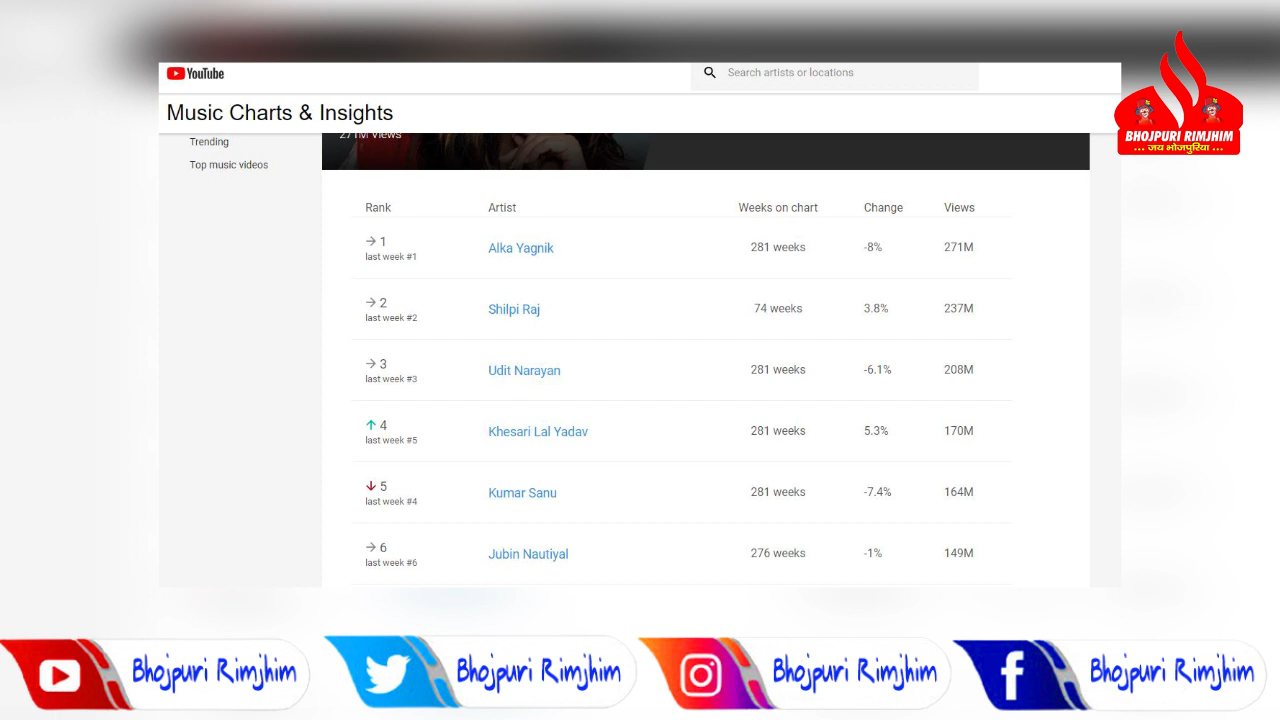 YouTube
Search artists or locations
Music Charts & Insights
BHOJPURI RIMJHIM
... जय भोजपुरिया ...
271M Views
Trending
Top music videos
Rank Artist Weeks on chart Change Views
1 Alka Yagnik 281 weeks -8% 271M
last week #1
2 Shilpi Raj 74 weeks 3.8% 237M
last week #2
3 Udit Narayan 281 weeks -6.1% 208M
last week #3
4 Khesari Lal Yadav 281 weeks 5.3% 170M
last week #5
5 Kumar Sanu 281 weeks -7.4% 164M
last week #4
6 Jubin Nautiyal 276 weeks -1% 149M
last week #6
Bhojpuri Rimjhim Bhojpuri Rimjhim Bhojpuri Rimjhim Bhojpuri Rimjhim